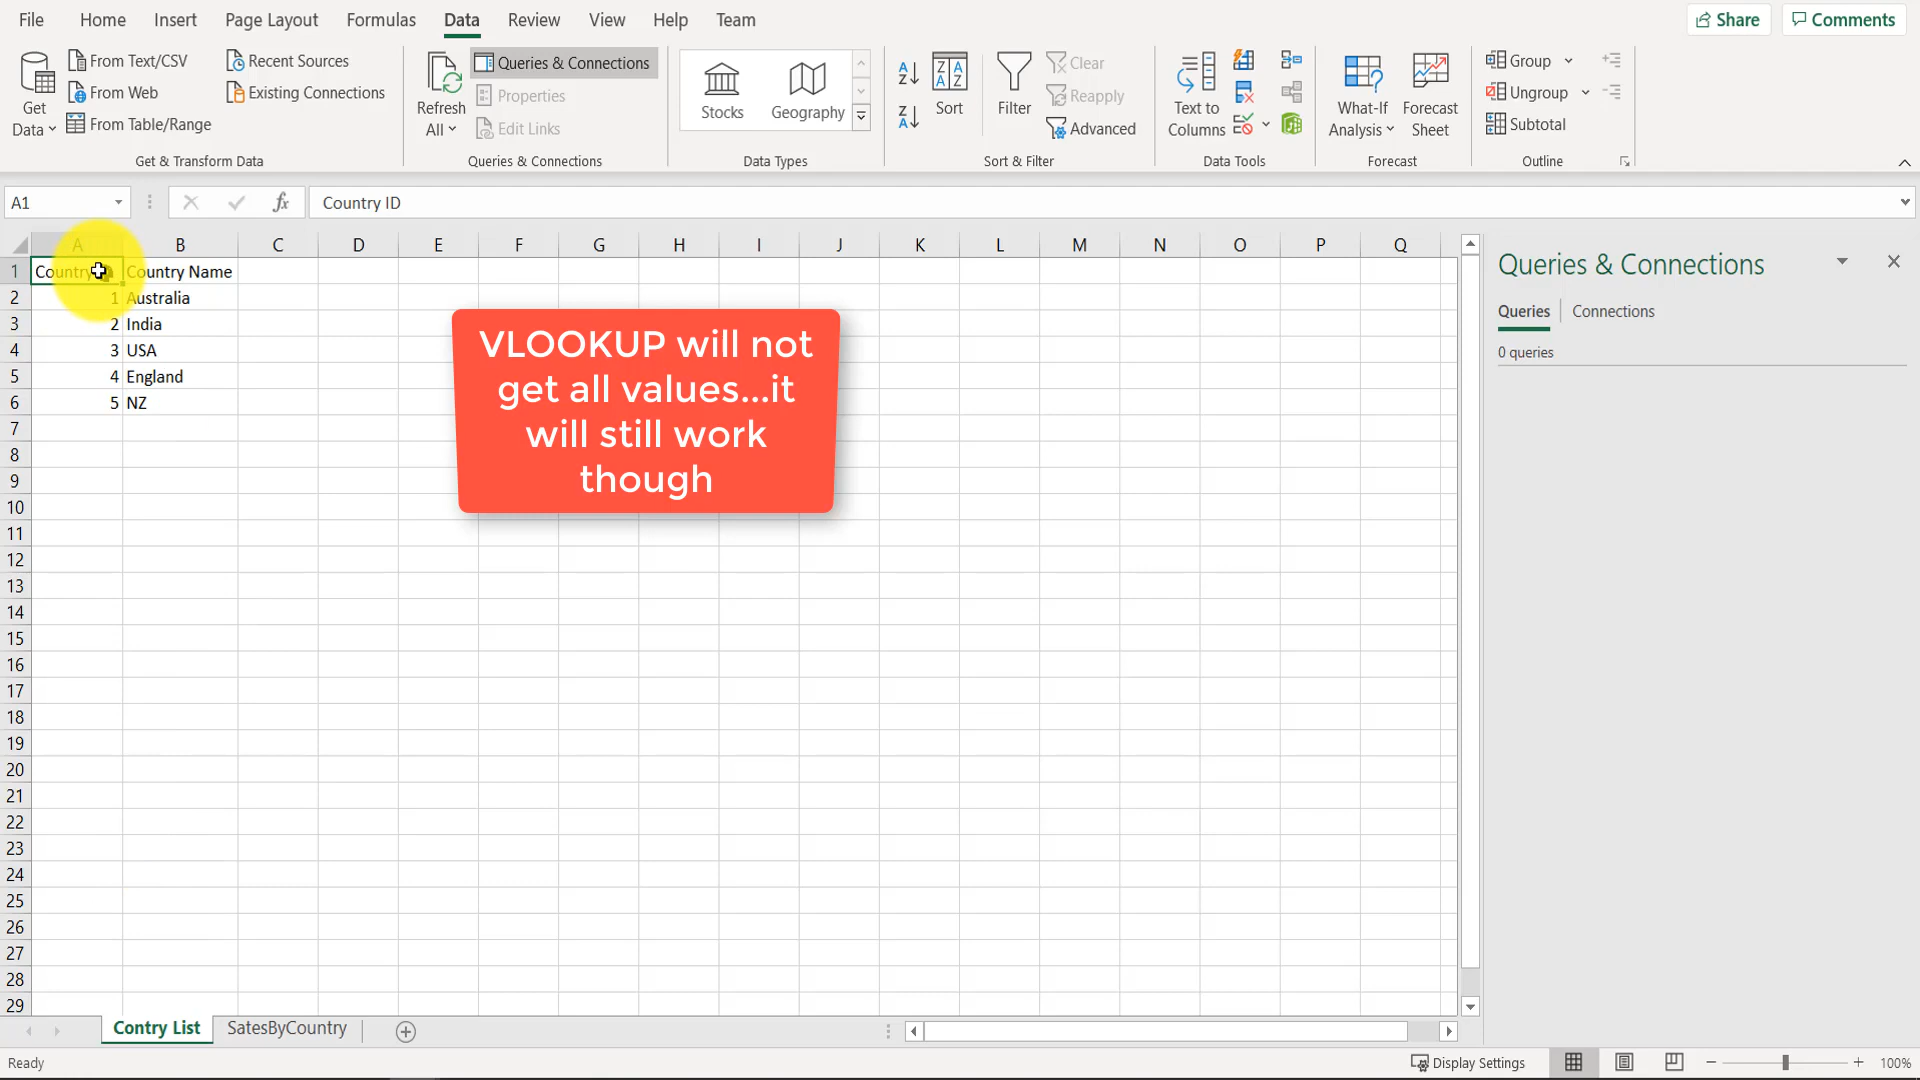 File Home Insert Page Layout Formulas Data Review View Help Team Share Comments
Get Data
From Text/CSV
From Web
From Table/Range
Recent Sources
Existing Connections
Get & Transform Data
Refresh All
Queries & Connections
Properties
Edit Links
Queries & Connections
Stocks
Geography
Data Types
Sort
Filter
Clear
Reapply
Advanced
Sort & Filter
Text to Columns
Data Tools
What-If Analysis
Forecast Sheet
Forecast
Group
Ungroup
Subtotal
Outline
A1 fx Country ID
A B C D E F G H I J K L M N O P Q
1 Country Country Name
2 1 Australia
3 2 India
4 3 USA
5 4 England
6 5 NZ
7
8
9
10
11
12
13
14
15
16
17
18
19
20
21
22
23
24
25
26
27
28
29
VLOOKUP will not
get all values...it
will still work
though
Queries & Connections
Queries Connections
0 queries
Contry List SatesByCountry
Ready Display Settings 100%